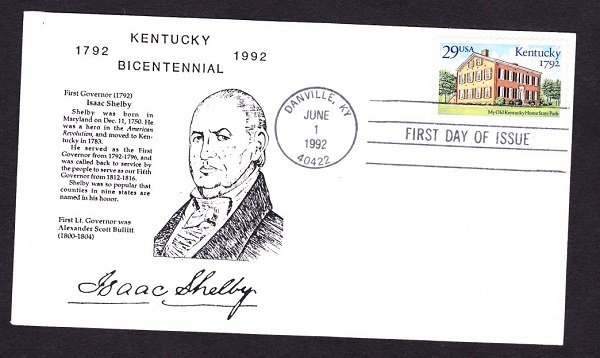 KENTUCKY
1792 1992
BICENTENNIAL
First Governor (1792)
Isaac Shelby
Shelby was born in
Maryland on Dec. 11, 1750. He
was a hero in the American
Revolution, and moved to Ken-
tucky in 1783.
He served as the First
Governor from 1792-1796, and
was called back to service by
the people to serve as our Fifth
Governor from 1812-1816.
Shelby was so popular that
counties in nine states are
named in his honor.
First Lt. Governor was
Alexander Scott Bullitt
(1800-1804)
Isaac Shelby
DANVILLE, KY
JUNE
1
1992
40422
29USA
Kentucky
1792
My Old Kentucky Home State Park
FIRST DAY OF ISSUE